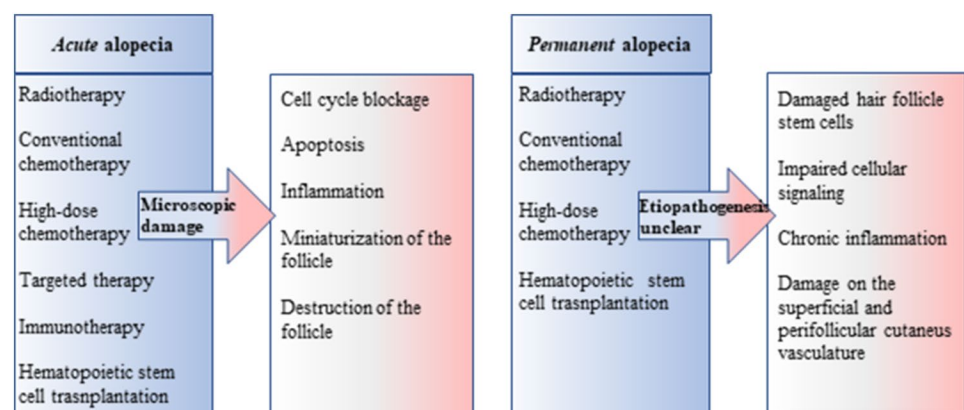 Acute alopecia
Radiotherapy
Conventional
chemotherapy
High-dose
chemotherapy
Targeted therapy
Immunotherapy
Hematopoietic stem
cell trasnplantation
Microscopic
damage
Cell cycle blockage
Apoptosis
Inflammation
Miniaturization of the
follicle
Destruction of the
follicle
Permanent alopecia
Radiotherapy
Conventional
chemotherapy
High-dose
chemotherapy
Hematopoietic stem
cell trasnplantation
Etiopathogenesis
unclear
Damaged hair follicle
stem cells
Impaired cellular
signaling
Chronic inflammation
Damage on the
superficial and
perifollicular cutaneus
vasculature